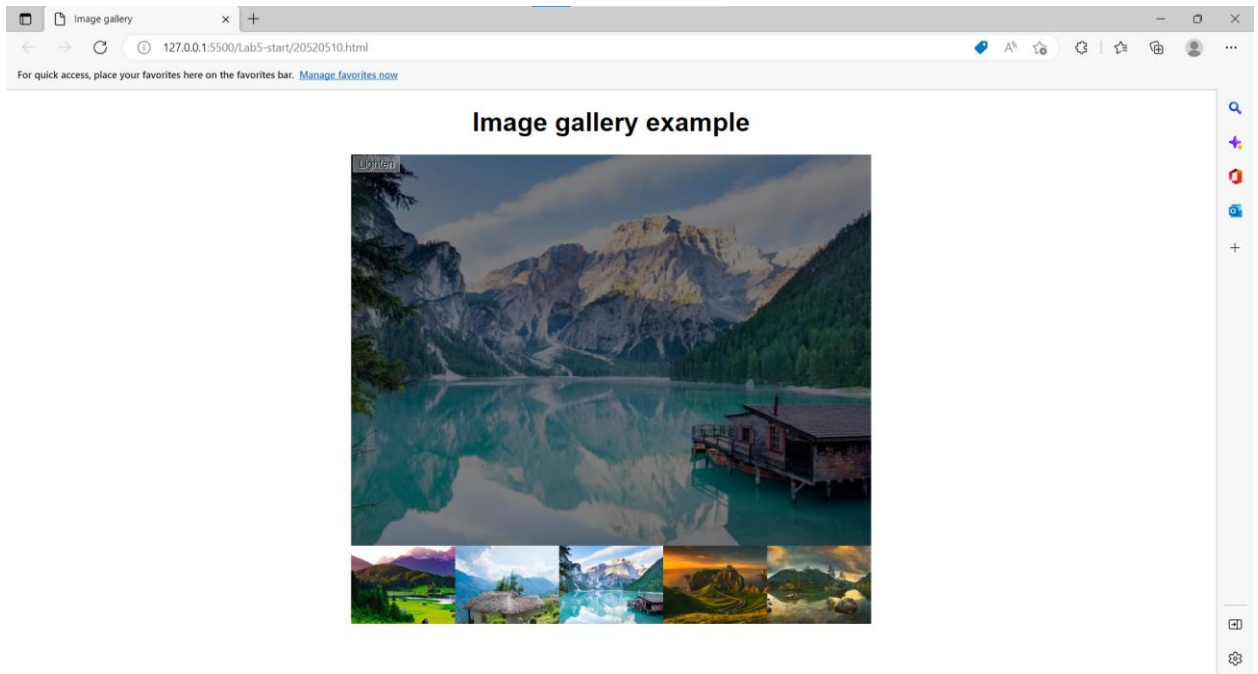 Image gallery
127.0.0.1:5500/Lab5-start/20520510.html
For quick access, place your favorites here on the favorites bar. Manage favorites now
Image gallery example
Lighten